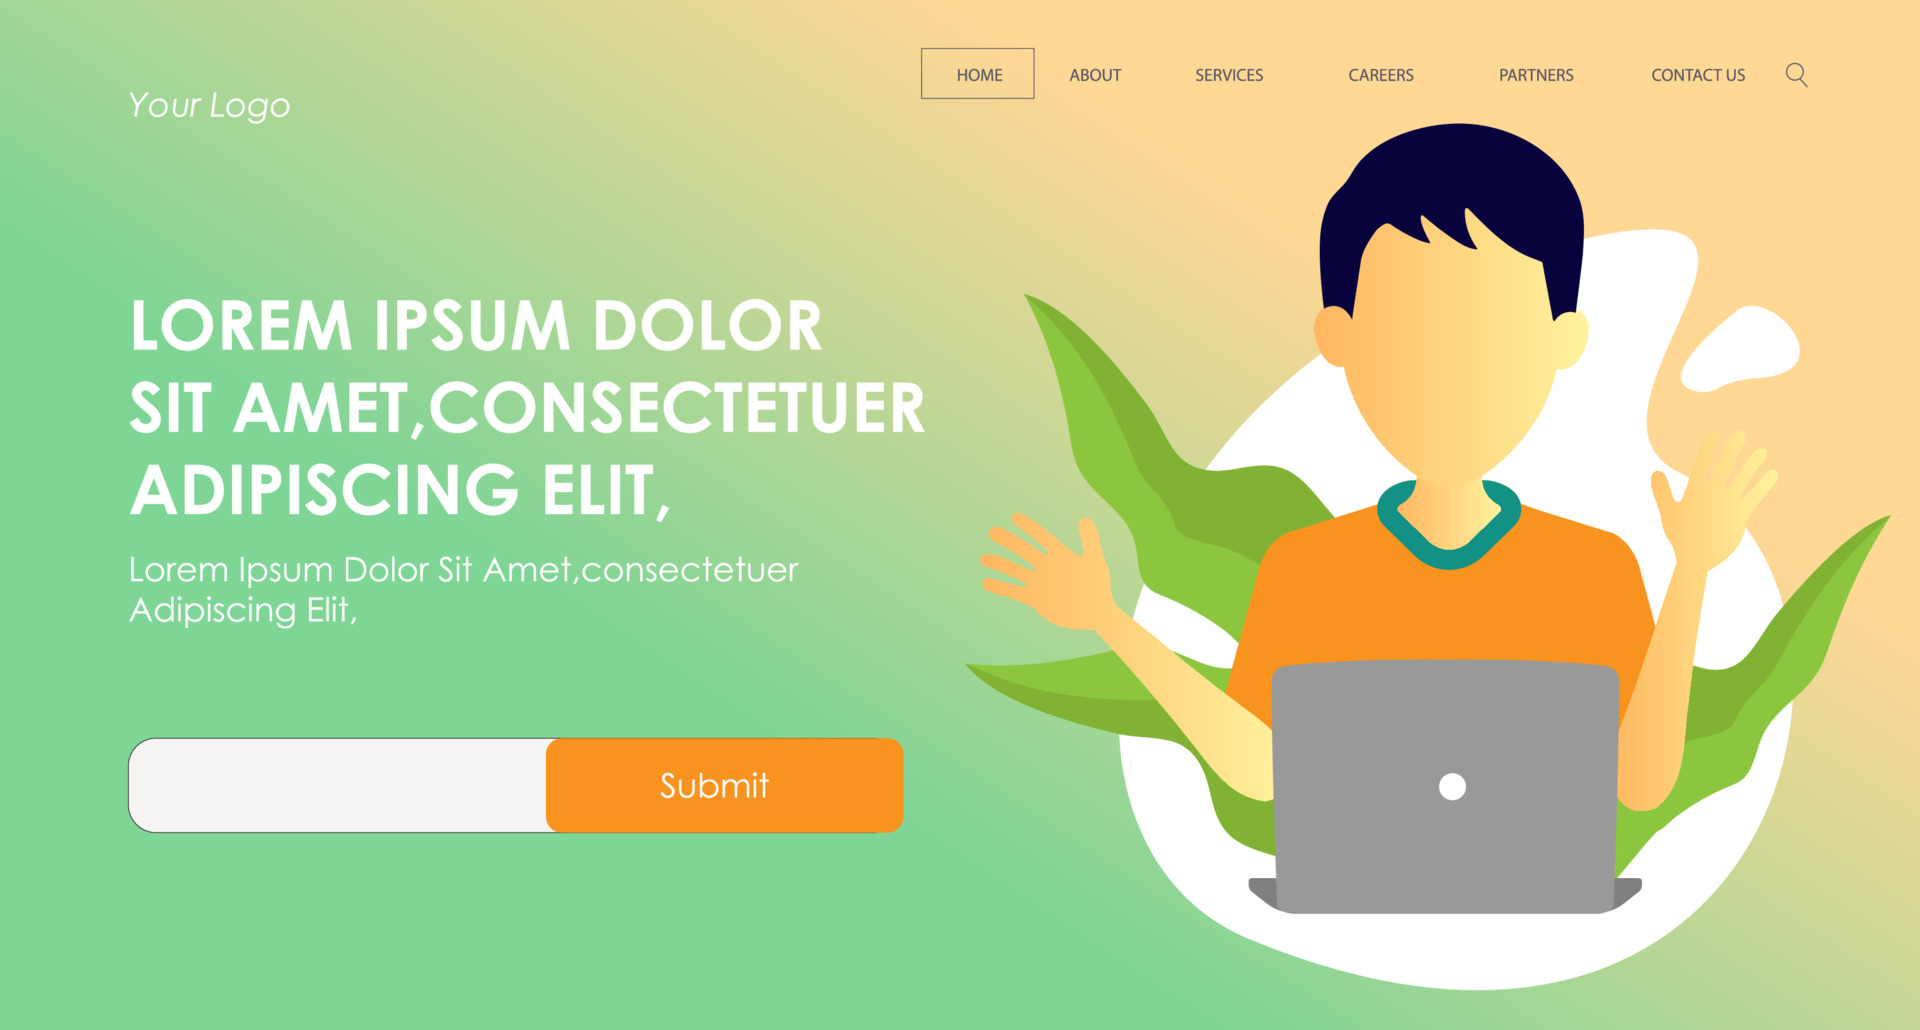 HOME ABOUT SERVICES CAREERS PARTNERS CONTACT US
Your Logo
LOREM IPSUM DOLOR
SIT AMET,CONSECTETUER
ADIPISCING ELIT,
Lorem Ipsum Dolor Sit Amet,consectetuer
Adipiscing Elit,
Submit